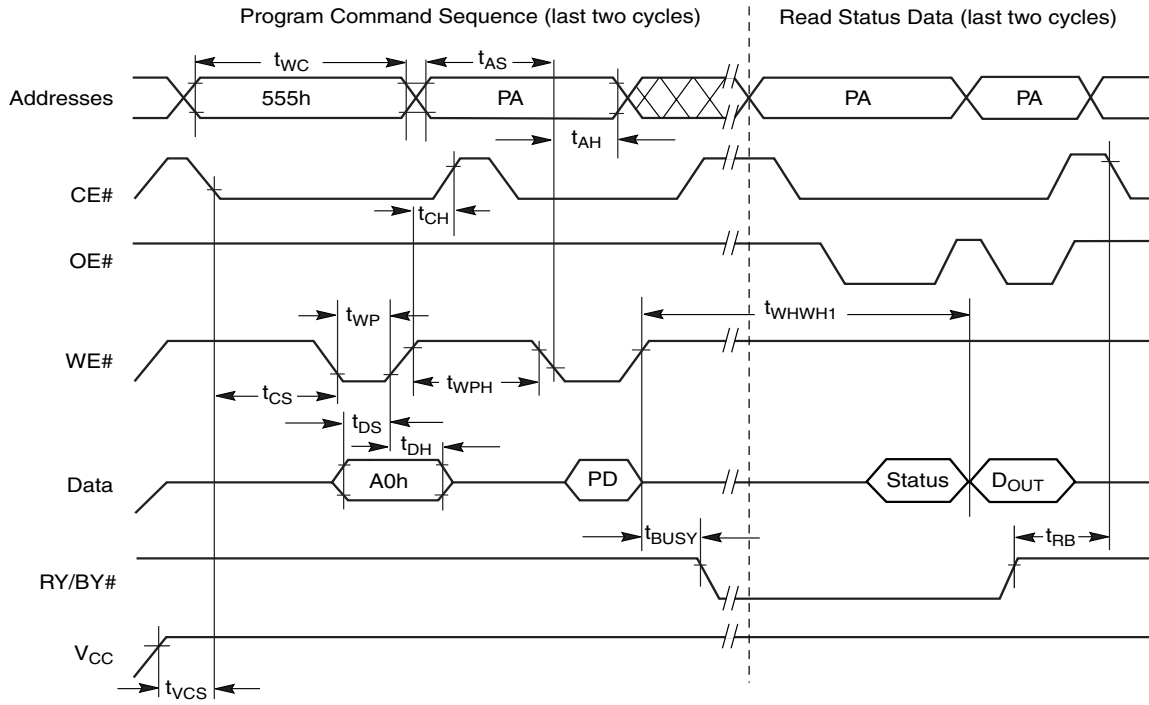 Program Command Sequence (last two cycles)
Read Status Data (last two cycles)
tWC
tAS
Addresses
555h
PA
PA
PA
tAH
CE#
tCH
OE#
tWP
tWHWH1
WE#
tCS
tWPH
tDS
tDH
Data
A0h
PD
Status
DOUT
tBUSY
tRB
RY/BY#
VCC
tVCS